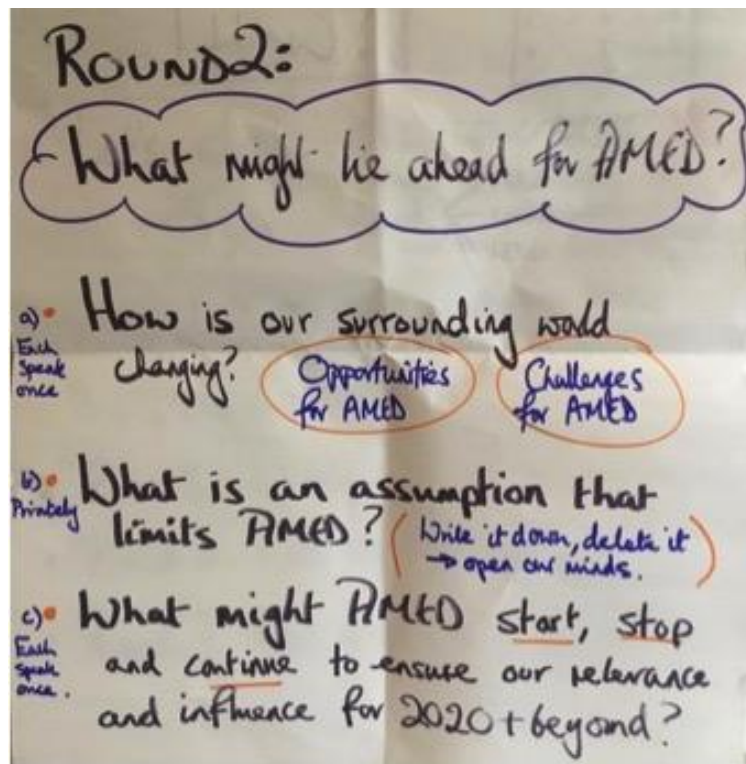 ROUND 2:
What might lie ahead for AMED?
a) How is our surrounding world
Each speak once
changing? Opportunities for AMED Challenges for AMED
b) What is an assumption that
Privately
limits AMED? (Write it down, delete it
→ open our minds.)
c) What might AMED start, stop
Each speak once.
and continue to ensure our relevance
and influence for 2020 + beyond?